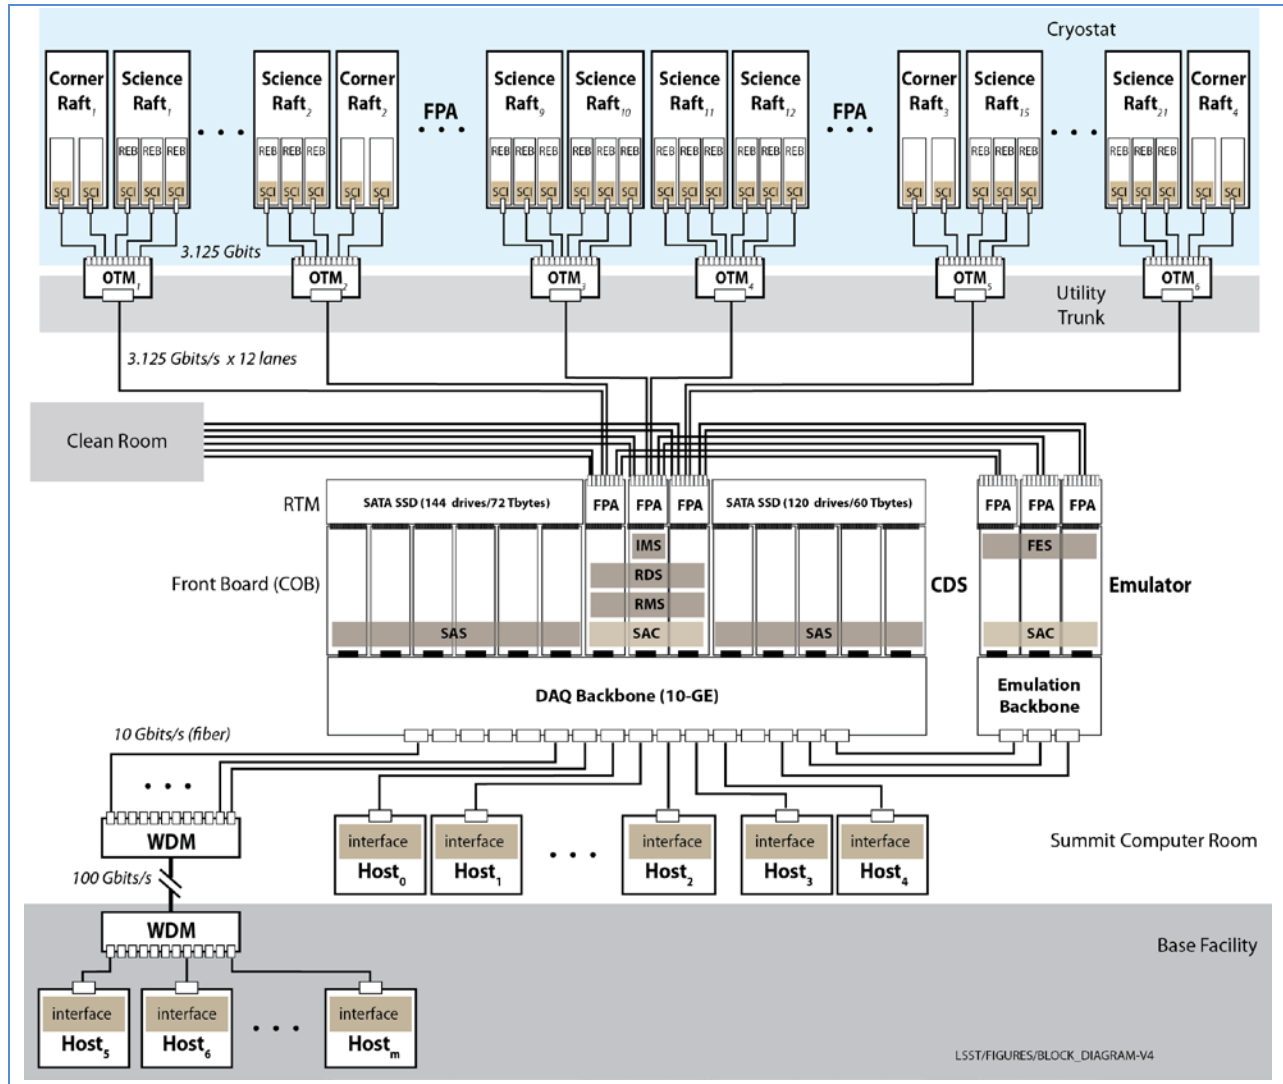 Cryostat
Corner Raft1
Science Raft1
Science Raft2
Corner Raft2
FPA
Science Raft9
Science Raft10
Science Raft11
Science Raft12
FPA
Corner Raft3
Science Raft15
Science Raft21
Corner Raft4
REB REB REB
REB REB REB
REB REB REB
REB REB REB
REB REB REB
REB REB REB
REB REB REB
REB REB REB
SCI SCI SCI SCI SCI
SCI SCI SCI SCI SCI
SCI SCI SCI SCI SCI SCI
SCI SCI SCI SCI SCI SCI
SCI SCI SCI SCI SCI
SCI SCI SCI SCI SCI
3.125 Gbits
OTM1
OTM2
OTM3
OTM4
OTM5
OTM6
Utility
Trunk
3.125 Gbits/s x 12 lanes
Clean Room
RTM
SATA SSD (144 drives/72 Tbytes)
FPA FPA FPA
SATA SSD (120 drives/60 Tbytes)
FPA FPA FPA
IMS
FES
Front Board (COB)
RDS
CDS
Emulator
RMS
SAS
SAC
SAS
SAC
DAQ Backbone (10-GE)
Emulation
Backbone
10 Gbits/s (fiber)
WDM
interface
Host0
interface
Host1
interface
Host2
interface
Host3
interface
Host4
Summit Computer Room
100 Gbits/s
WDM
Base Facility
interface
Host5
interface
Host6
interface
Hostm
LSST/FIGURES/BLOCK_DIAGRAM-V4